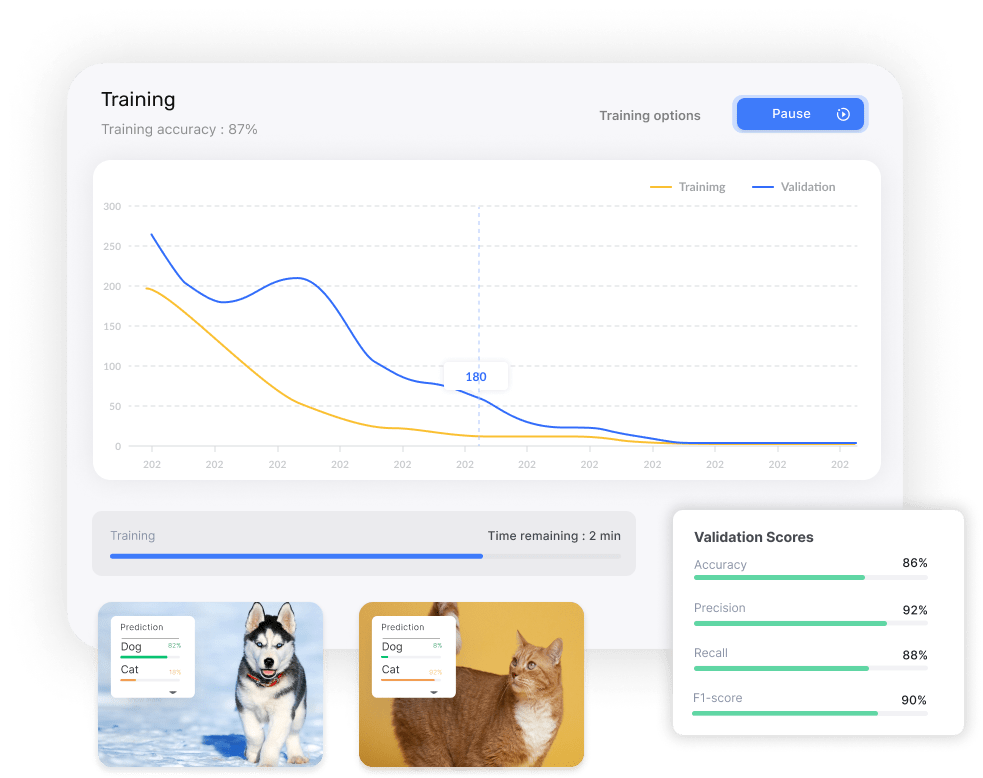 Training
Training accuracy : 87%
Training options
Pause
Trainimg
Validation
300
250
200
150
100
50
0
180
202 202 202 202 202 202 202 202 202 202 202 202
Training
Time remaining : 2 min
Prediction
Dog 82%
Cat
Prediction
Dog 8%
Cat
Validation Scores
Accuracy 86%
Precision 92%
Recall 88%
F1-score 90%